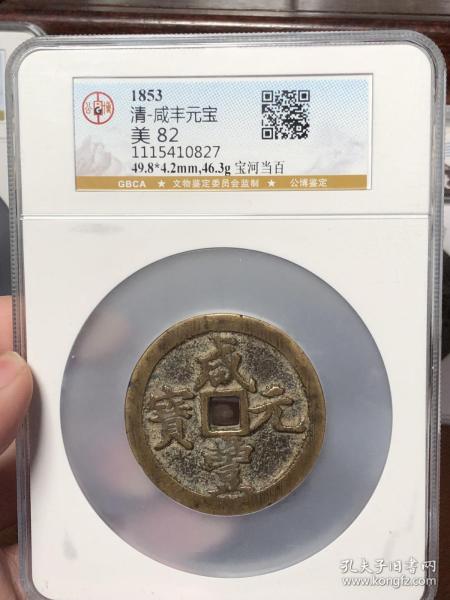 1853
清-咸丰元宝
美 82
1115410827
49.8*4.2mm,46.3g 宝河当百
GBCA ★ 文物鉴定委员会监制 ★ 公博鉴定
公博
咸
寶 元
豐
孔夫子旧书网
www.kongfz.com